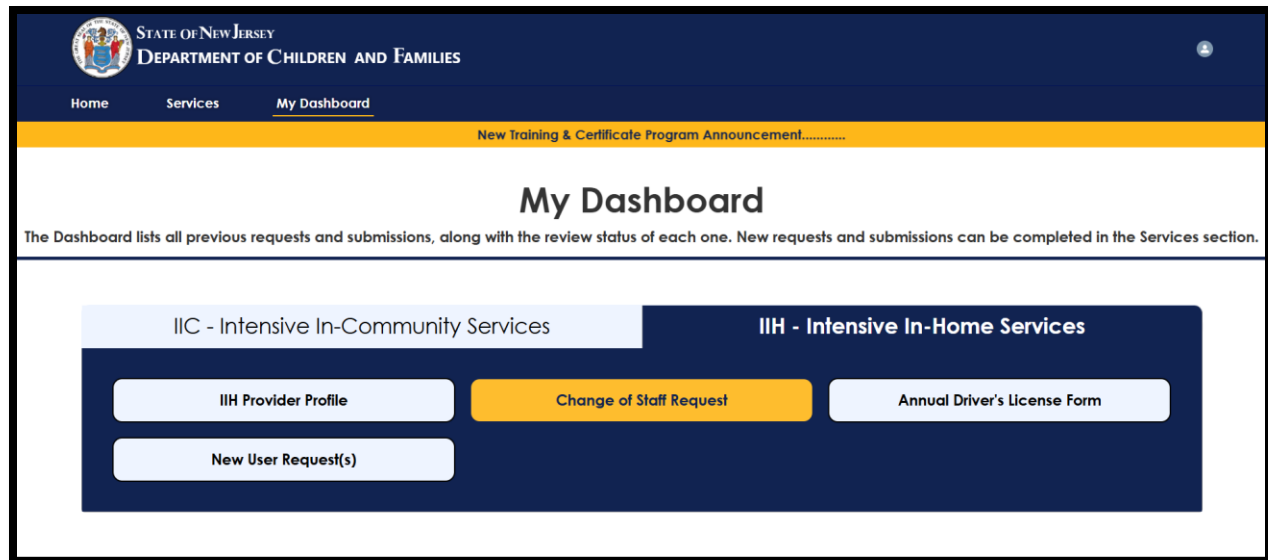 STATE OF NEW JERSEY
DEPARTMENT OF CHILDREN AND FAMILIES
Home Services My Dashboard
New Training & Certificate Program Announcement............
My Dashboard
The Dashboard lists all previous requests and submissions, along with the review status of each one. New requests and submissions can be completed in the Services section.
IIC - Intensive In-Community Services IIH - Intensive In-Home Services
IIH Provider Profile Change of Staff Request Annual Driver's License Form
New User Request(s)